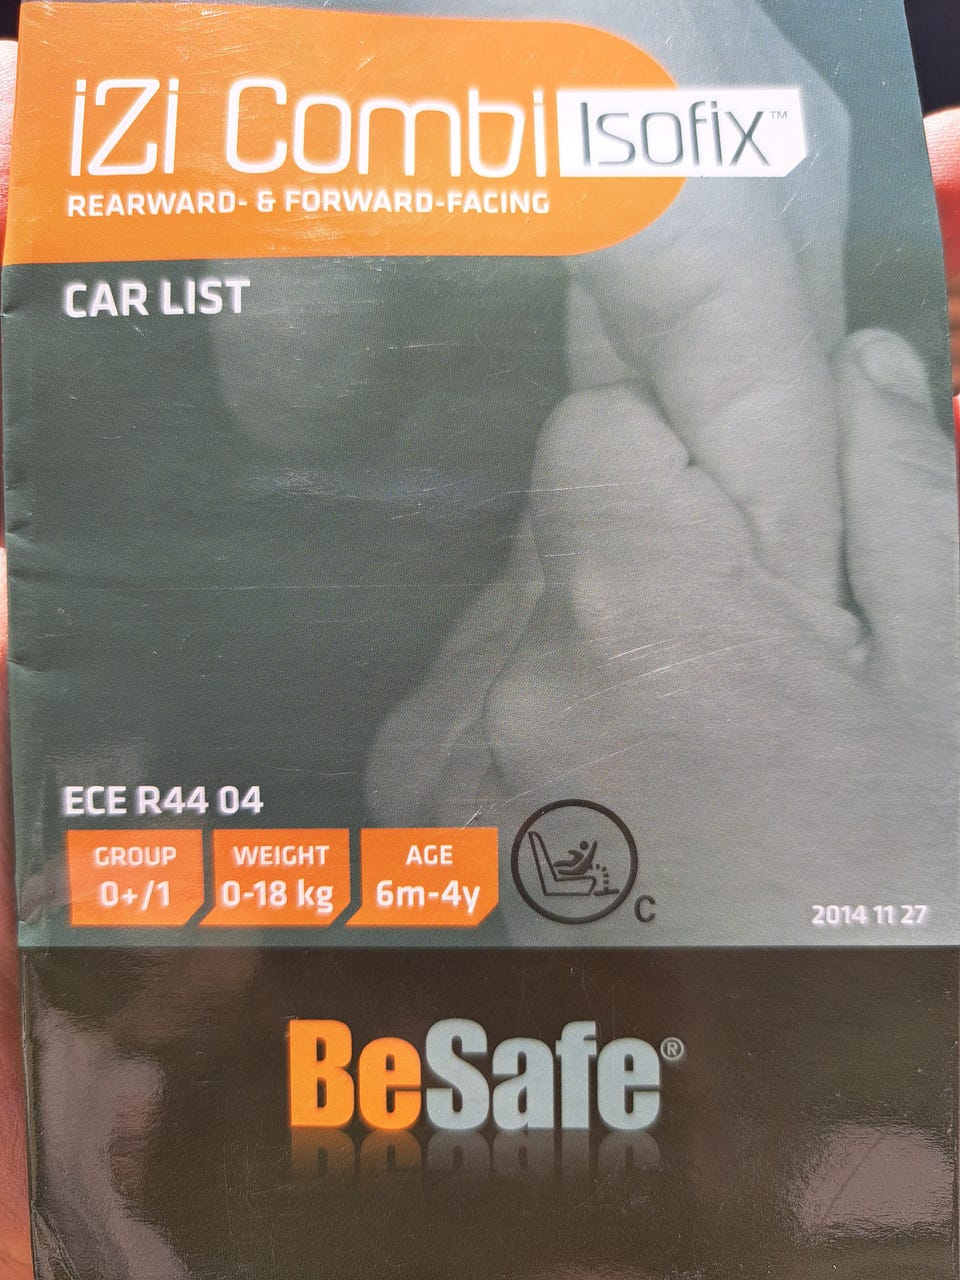 iZi Combi Isofix™
REARWARD- & FORWARD-FACING
CAR LIST
ECE R44 04
GROUP
0+/1
WEIGHT
0-18 kg
AGE
6m-4y
C
2014 11 27
BeSafe®